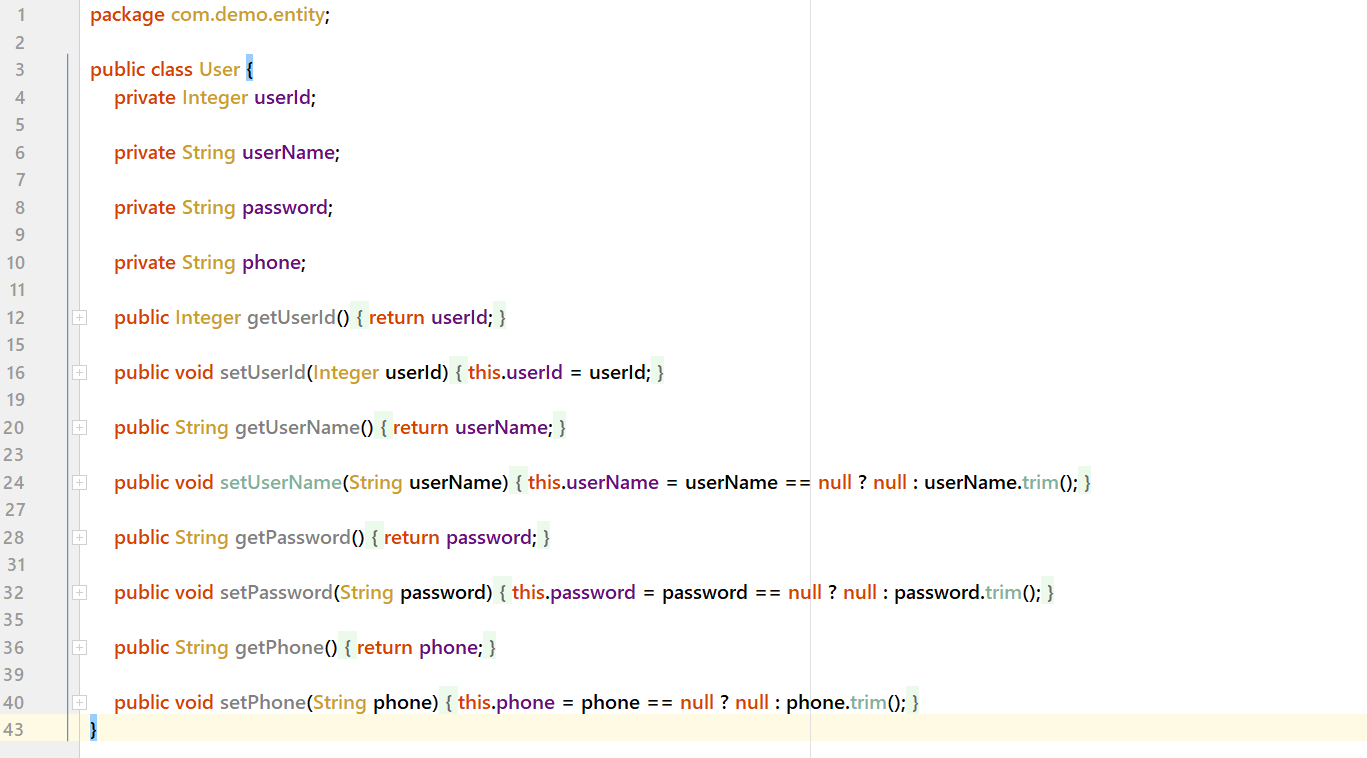 1 package com.demo.entity;
2
3 public class User {
4 private Integer userId;
5
6 private String userName;
7
8 private String password;
9
10 private String phone;
11
12 public Integer getUserId() { return userId; }
15
16 public void setUserId(Integer userId) { this.userId = userId; }
19
20 public String getUserName() { return userName; }
23
24 public void setUserName(String userName) { this.userName = userName == null ? null : userName.trim(); }
27
28 public String getPassword() { return password; }
31
32 public void setPassword(String password) { this.password = password == null ? null : password.trim(); }
35
36 public String getPhone() { return phone; }
39
40 public void setPhone(String phone) { this.phone = phone == null ? null : phone.trim(); }
43 }